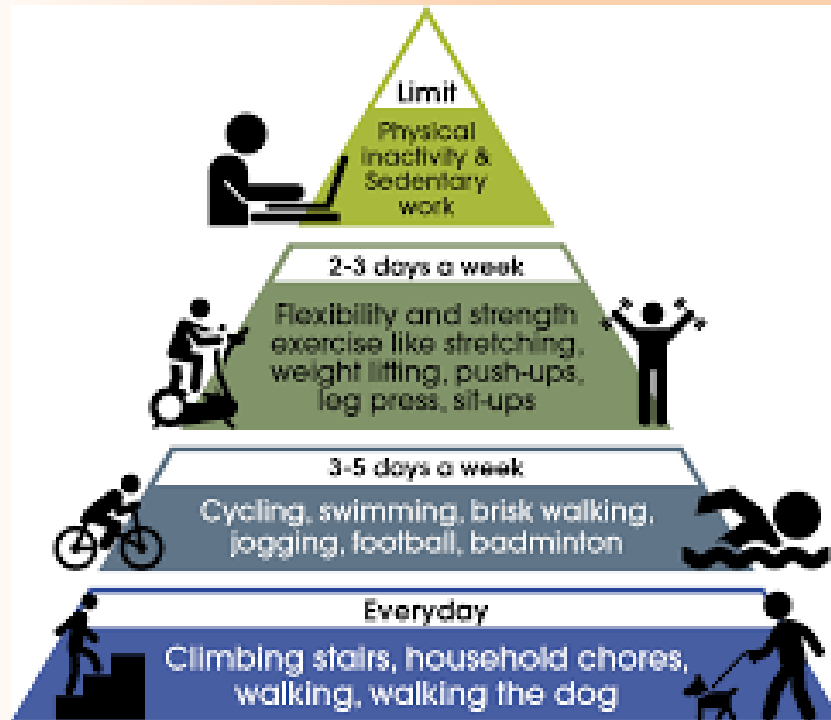 Limit
Physical
inactivity &
Sedentary
work
2-3 days a week
Flexibility and strength
exercise like stretching,
weight lifting, push-ups,
leg press, sit-ups
3-5 days a week
Cycling, swimming, brisk walking,
jogging, football, badminton
Everyday
Climbing stairs, household chores,
walking, walking the dog